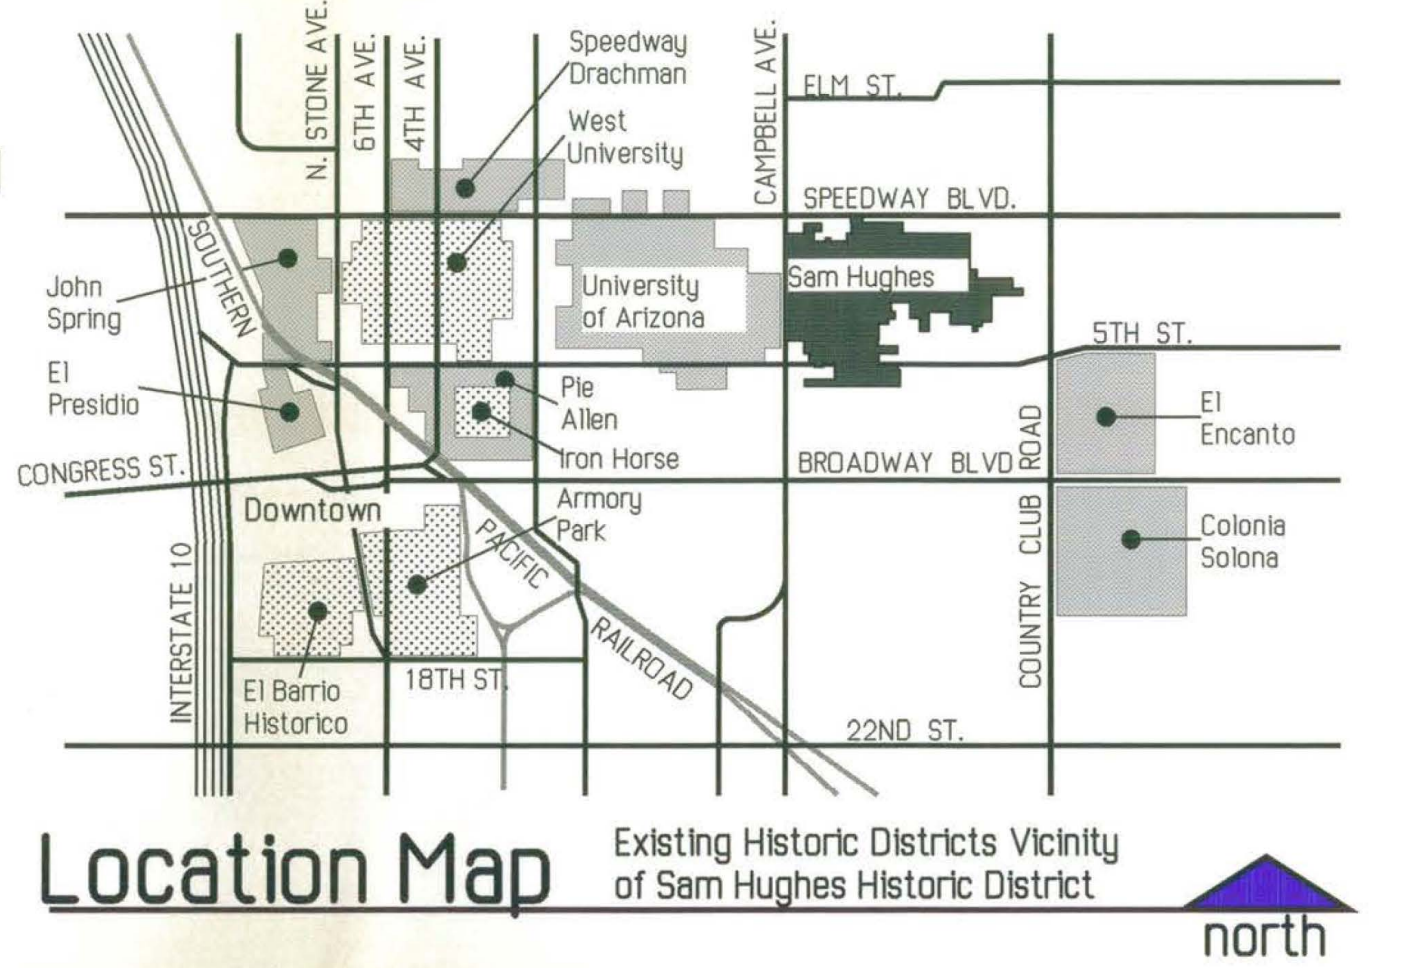 N. STONE AVE.
6TH AVE.
4TH AVE.
Speedway
Drachman
West
University
CAMPBELL AVE.
ELM ST.
SPEEDWAY BLVD.
SOUTHERN
John
Spring
University
of Arizona
Sam Hughes
5TH ST.
El
Presidio
Pie
Allen
Iron Horse
El
Encanto
CONGRESS ST.
BROADWAY BLVD
COUNTRY CLUB ROAD
Downtown
Armory
Park
PACIFIC
Colonia
Solona
INTERSTATE 10
RAILROAD
El Barrio
Historico
18TH ST.
22ND ST.
Location Map
Existing Historic Districts Vicinity
of Sam Hughes Historic District
north